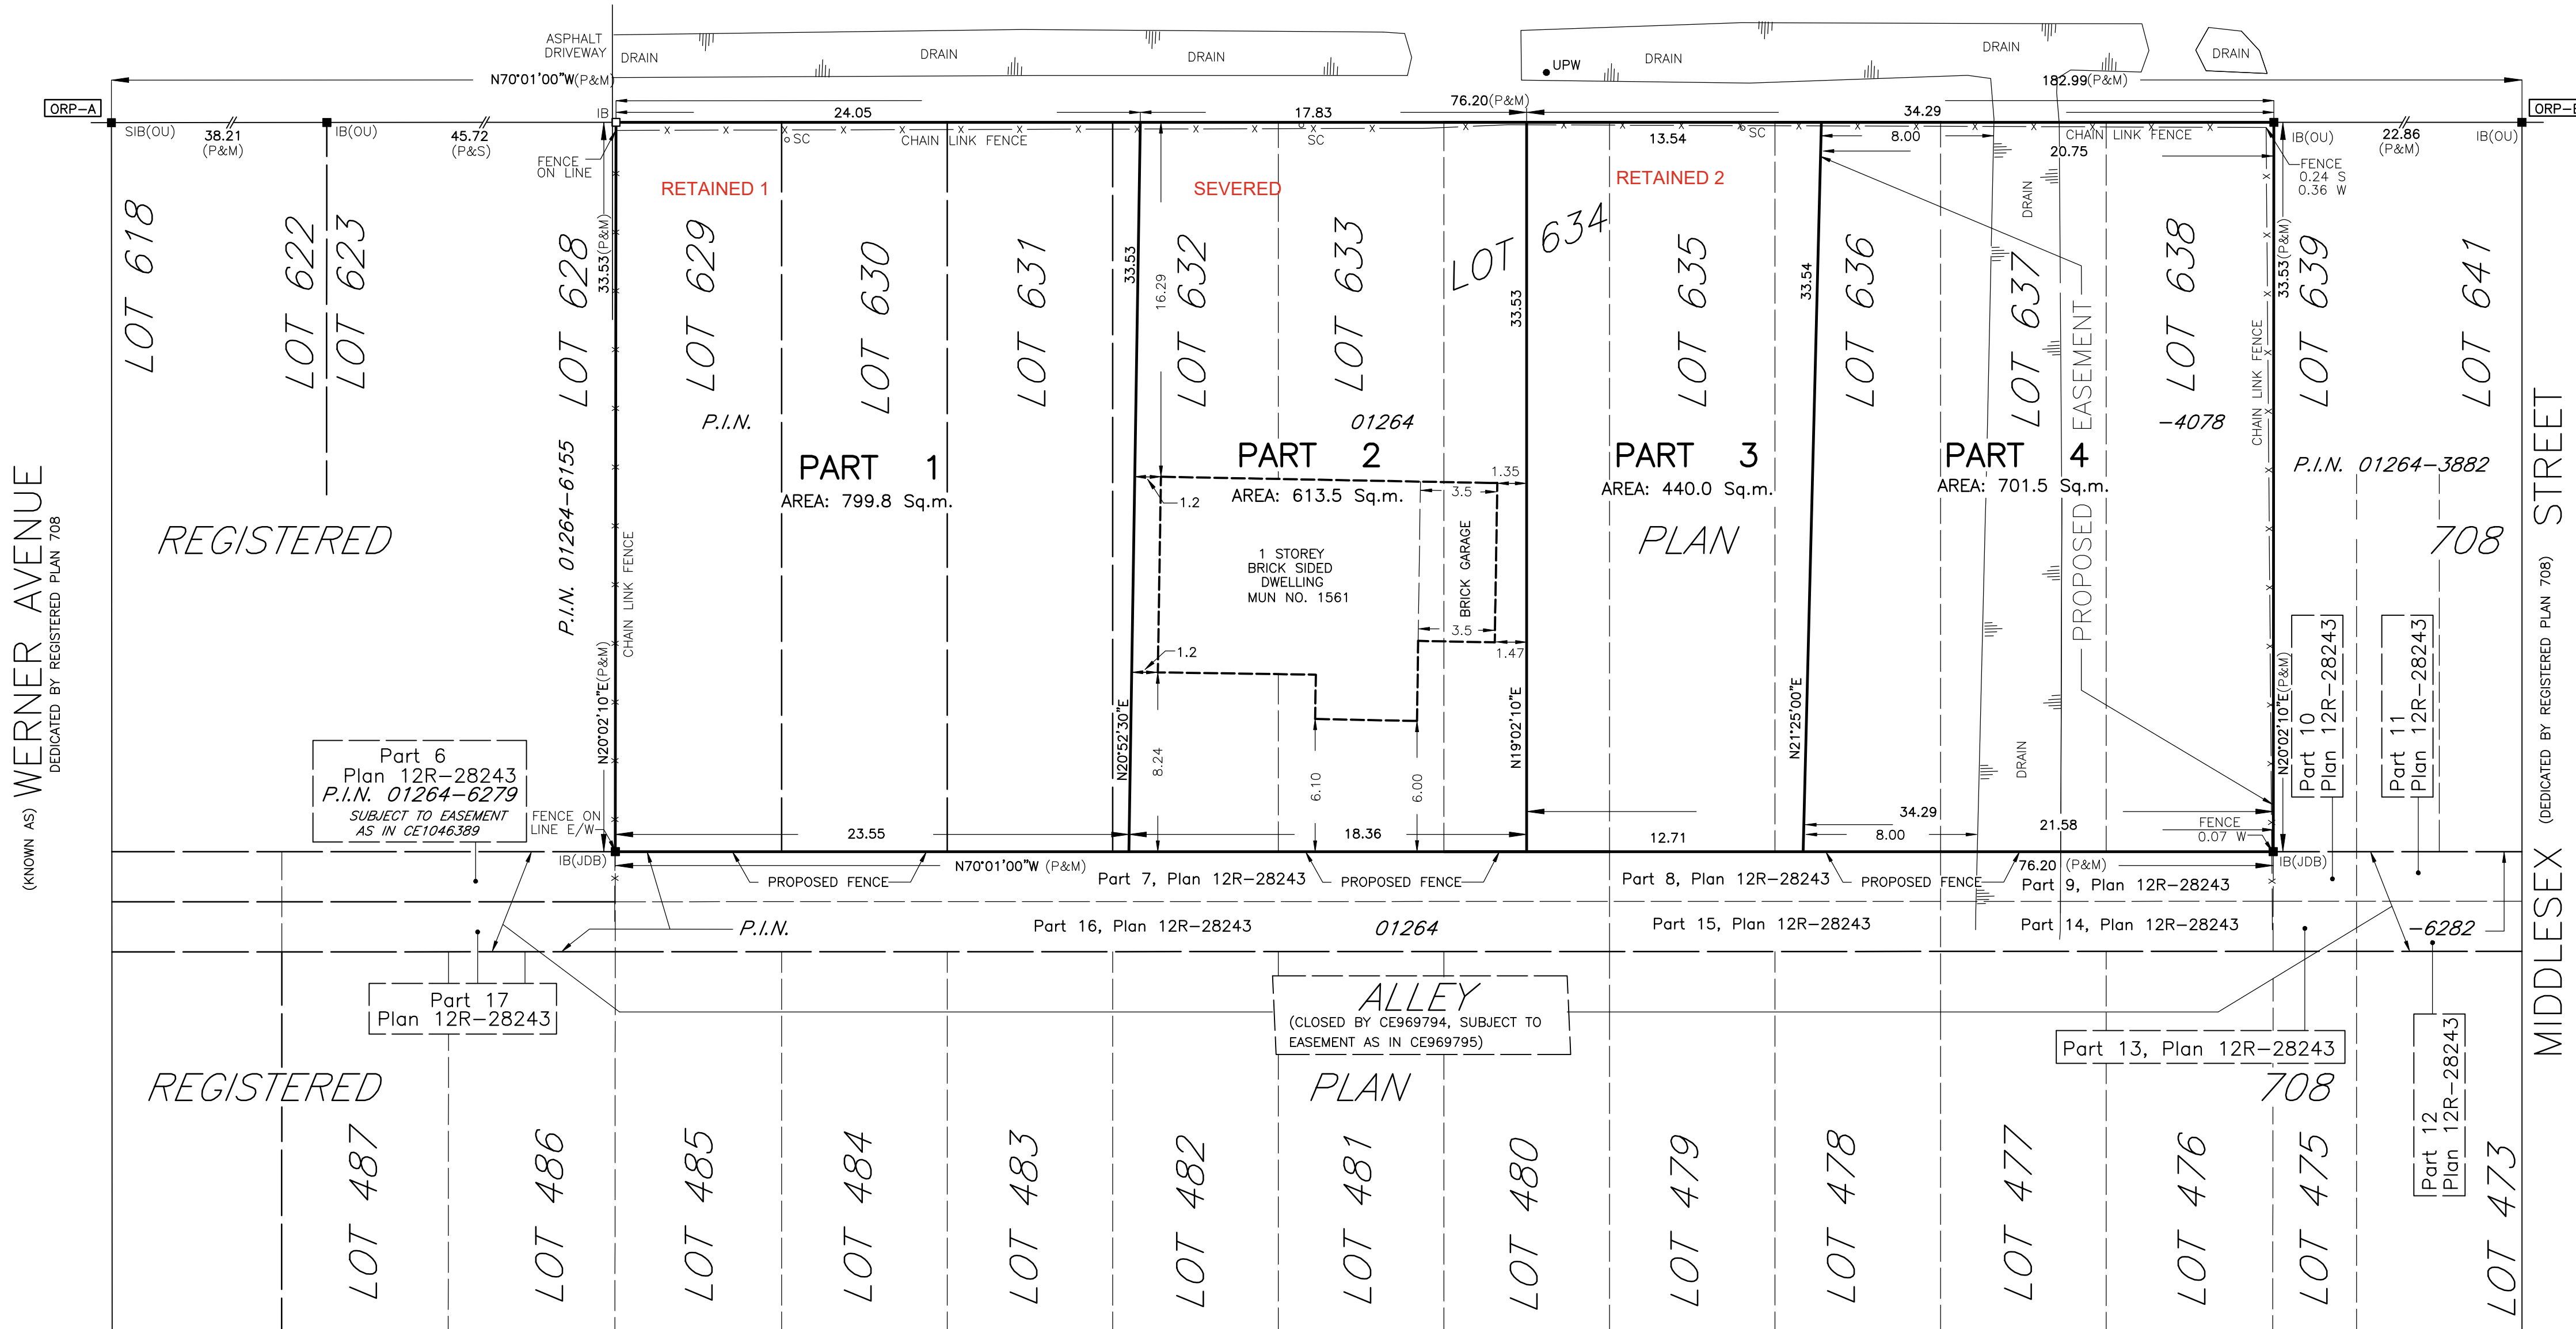 ASPHALT
DRIVEWAY
DRAIN
DRAIN
DRAIN
UPW
DRAIN
DRAIN
DRAIN
N70°01'00"W(P&M)
182.99(P&M)
ORP-A
IB
24.05
17.83
76.20(P&M)
34.29
SIB(OU)
38.21
(P&M)
IB(OU)
45.72
(P&S)
FENCE
ON LINE
SC
CHAIN LINK FENCE
SC
13.54
SC
8.00
CHAIN LINK FENCE
20.75
IB(OU)
22.86
(P&M)
IB(OU)
FENCE
0.24 S
0.36 W
RETAINED 1
SEVERED
RETAINED 2
LOT 618
LOT 622
LOT 623
LOT 628
33.53(P&M)
LOT 629
LOT 630
LOT 631
33.53
16.29
LOT 632
LOT 633
LOT 634
33.53
LOT 635
33.54
LOT 636
DRAIN
LOT 637
PROPOSED EASEMENT
LOT 638
33.53(P&M)
LOT 639
LOT 641
CHAIN LINK FENCE
P.I.N.
01264
-4078
P.I.N. 01264-6155
P.I.N. 01264-3882
PART 1
AREA: 799.8 Sq.m.
PART 2
AREA: 613.5 Sq.m.
PART 3
AREA: 440.0 Sq.m.
PART 4
AREA: 701.5 Sq.m.
1.35
3.5
1.2
REGISTERED
PLAN
708
1 STOREY
BRICK SIDED
DWELLING
MUN NO. 1561
BRICK GARAGE
3.5
1.47
1.2
CHAIN LINK FENCE
(KNOWN AS) WERNER AVENUE
DEDICATED BY REGISTERED PLAN 708
MIDDLESEX (DEDICATED BY REGISTERED PLAN 708) STREET
N20°02'10"E(P&M)
N20°52'30"E
8.24
6.10
6.00
N19°02'10"E
N21°25'00"E
DRAIN
N20°02'10"E(P&M)
Part 10
Plan 12R-28243
Part 11
Plan 12R-28243
Part 6
Plan 12R-28243
P.I.N. 01264-6279
SUBJECT TO EASEMENT
AS IN CE1046389
FENCE ON
LINE E/W
23.55
18.36
12.71
34.29
8.00
21.58
FENCE
0.07 W
IB(JDB)
N70°01'00"W (P&M)
76.20 (P&M)
IB(JDB)
PROPOSED FENCE
Part 7, Plan 12R-28243
PROPOSED FENCE
Part 8, Plan 12R-28243
PROPOSED FENCE
Part 9, Plan 12R-28243
P.I.N.
Part 16, Plan 12R-28243
01264
Part 15, Plan 12R-28243
Part 14, Plan 12R-28243
-6282
Part 17
Plan 12R-28243
ALLEY
(CLOSED BY CE969794, SUBJECT TO
EASEMENT AS IN CE969795)
Part 13, Plan 12R-28243
Part 12
Plan 12R-28243
REGISTERED
PLAN
708
LOT 487
LOT 486
LOT 485
LOT 484
LOT 483
LOT 482
LOT 481
LOT 480
LOT 479
LOT 478
LOT 477
LOT 476
LOT 475
LOT 473